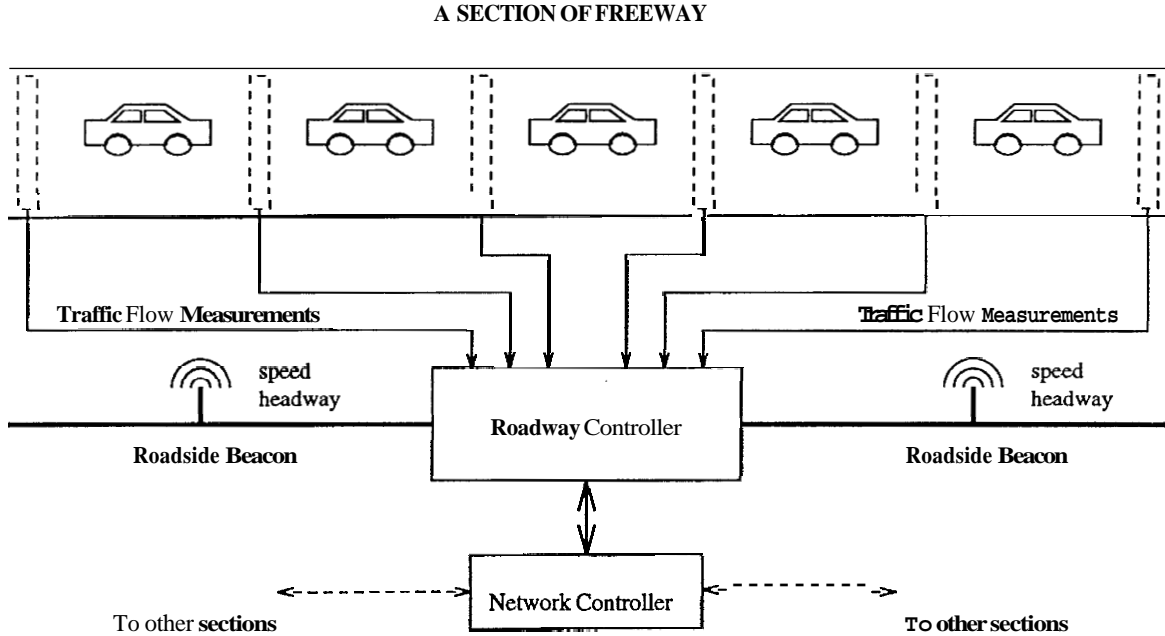 A SECTION OF FREEWAY
Traffic Flow Measurements
Traffic Flow Measurements
speed
headway
speed
headway
Roadway Controller
Roadside Beacon
Roadside Beacon
Network Controller
To other sections
To other sections